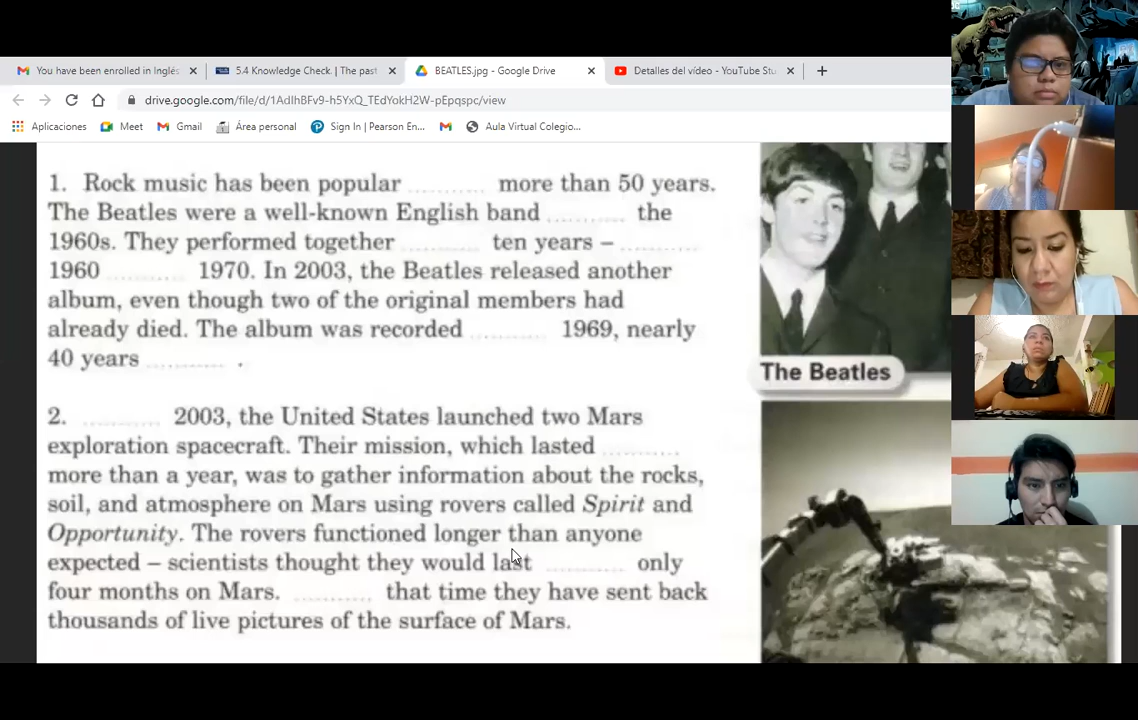 You have been enrolled in Inglés
5.4 Knowledge Check. | The past
BEATLES.jpg - Google Drive
Detalles del vídeo - YouTube Stu
drive.google.com/file/d/1AdIhBFv9-h5YxQ_TEdYokH2W-pEpqspc/view
Aplicaciones
Meet
Gmail
Área personal
Sign In | Pearson En...
Aula Virtual Colegio...
1. Rock music has been popular .......... more than 50 years.
The Beatles were a well-known English band .......... the
1960s. They performed together .......... ten years – ..........
1960 .......... 1970. In 2003, the Beatles released another
album, even though two of the original members had
already died. The album was recorded .......... 1969, nearly
40 years .......... .
The Beatles
2. .......... 2003, the United States launched two Mars
exploration spacecraft. Their mission, which lasted ..........
more than a year, was to gather information about the rocks,
soil, and atmosphere on Mars using rovers called Spirit and
Opportunity. The rovers functioned longer than anyone
expected – scientists thought they would last .......... only
four months on Mars. .......... that time they have sent back
thousands of live pictures of the surface of Mars.